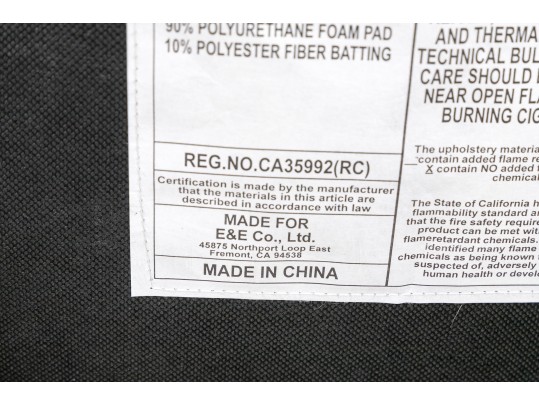 90% POLYURETHANE FOAM PAD
10% POLYESTER FIBER BATTING
REG.NO.CA35992(RC)
Certification is made by the manufacturer
that the materials in this article are
described in accordance with law
MADE FOR
E&E Co., Ltd.
45875 Northport Loop East
Fremont, CA 94538
MADE IN CHINA
AND THERMA
TECHNICAL BUL
CARE SHOULD
NEAR OPEN FLA
BURNING CIG
The upholstery materia
contain added flame re
X contain NO added
chemica
The State of California h
flammability standard a
that the fire safety require
product can be met with
flameretardant chemicals.
identified many flame
chemicals as being known
suspected of, adversely
human health or develo